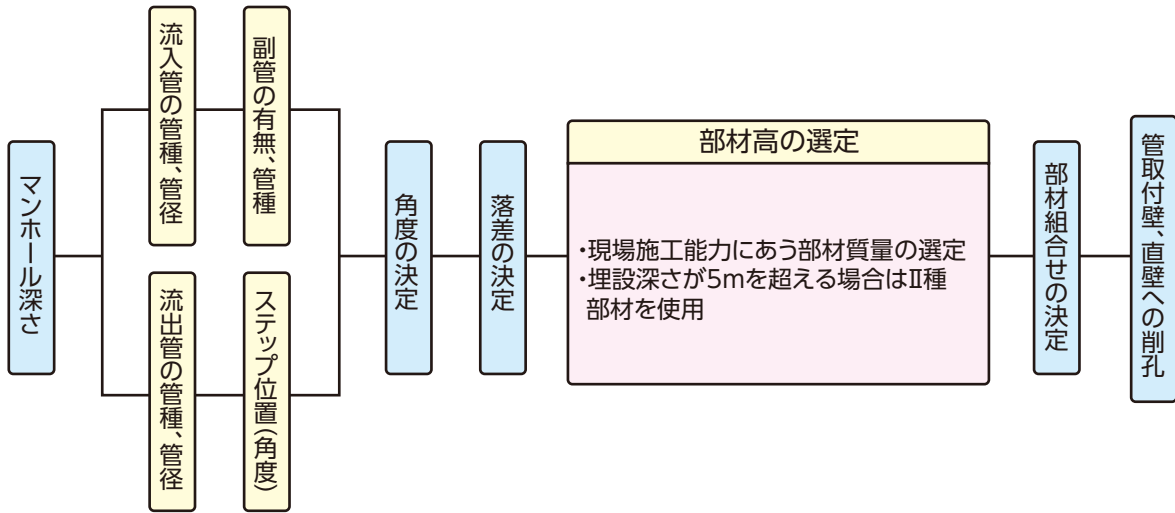 マンホール深さ
流入管の管種、管径
副管の有無、管種
流出管の管種、管径
ステップ位置(角度)
角度の決定
落差の決定
部材高の選定
・現場施工能力にあう部材質量の選定
・埋設深さが5mを超える場合はⅡ種
部材を使用
部材組合せの決定
管取付壁、直壁への削孔